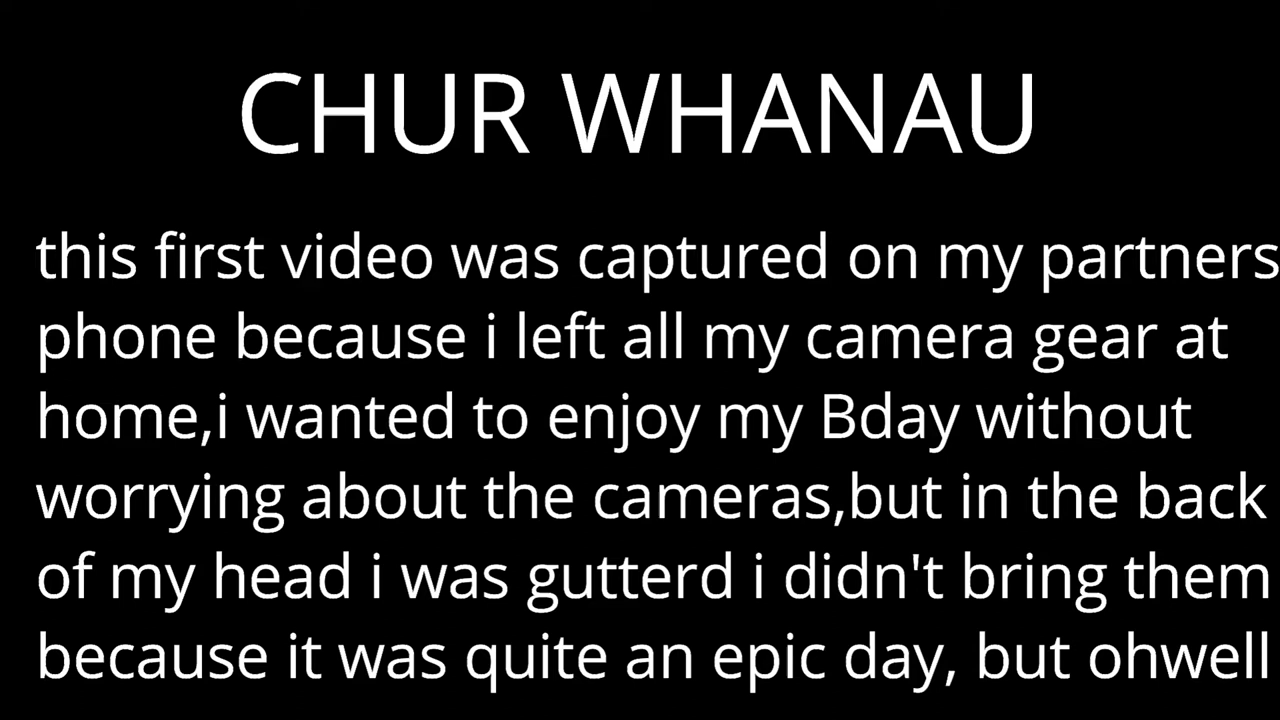 CHUR WHANAU
this first video was captured on my partners
phone because i left all my camera gear at
home,i wanted to enjoy my Bday without
worrying about the cameras,but in the back
of my head i was gutterd i didn't bring them
because it was quite an epic day, but ohwell